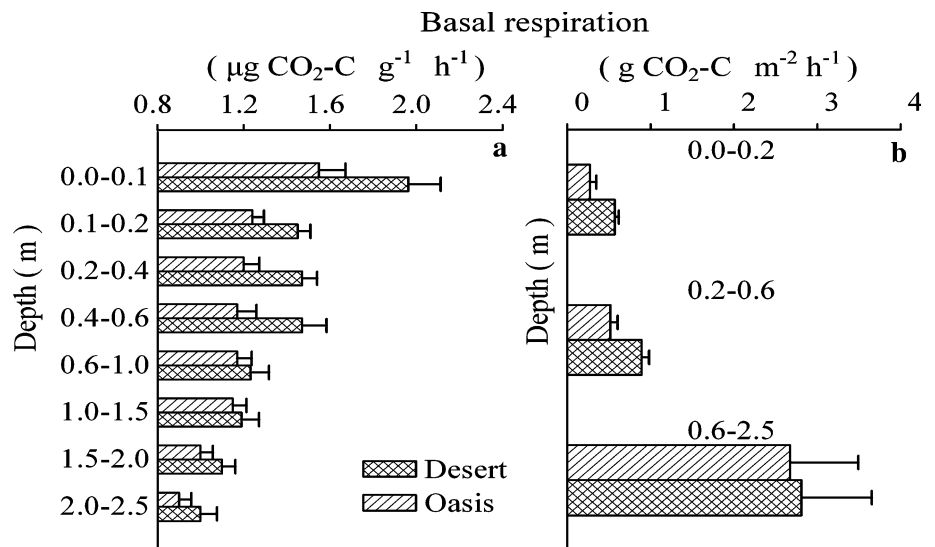 Basal respiration
( μg CO₂-C g⁻¹ h⁻¹ )
0.8 1.2 1.6 2.0 2.4
a
Depth ( m )
0.0-0.1
0.1-0.2
0.2-0.4
0.4-0.6
0.6-1.0
1.0-1.5
1.5-2.0
2.0-2.5
Desert
Oasis
( g CO₂-C m⁻² h⁻¹ )
0 1 2 3 4
b
Depth ( m )
0.0-0.2
0.2-0.6
0.6-2.5